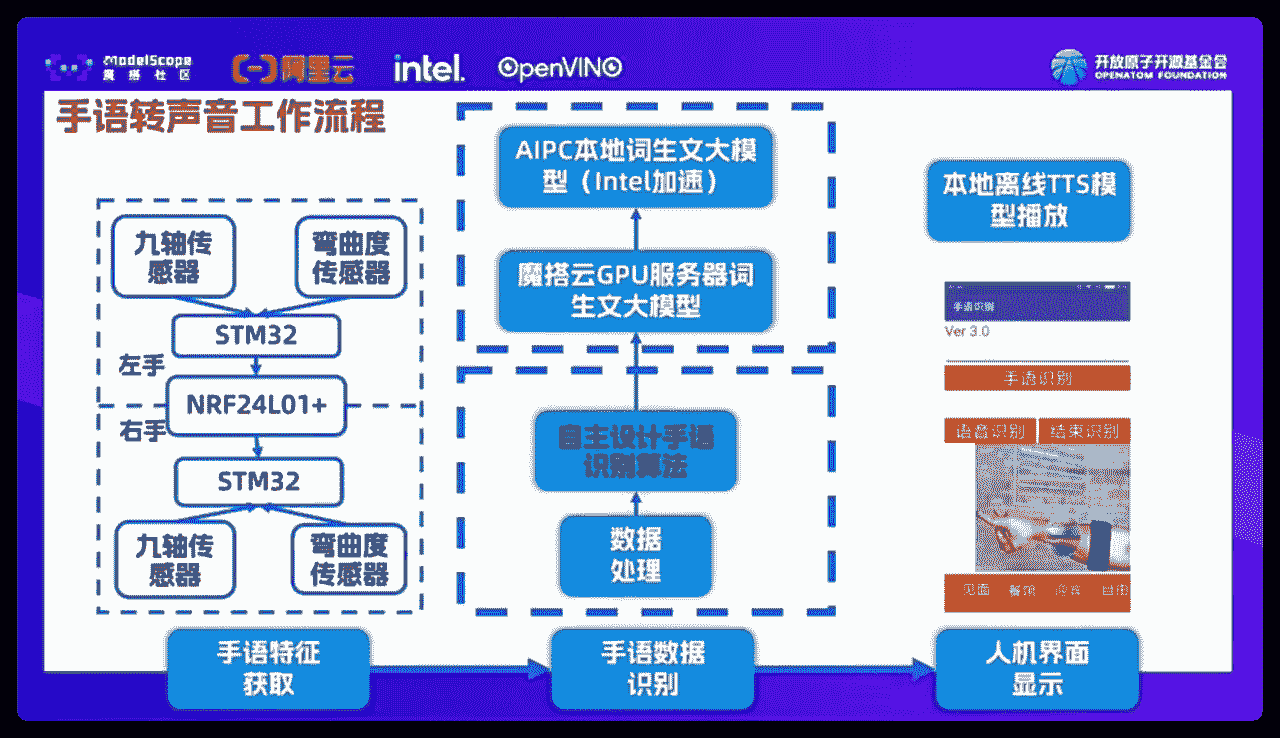 ModelScope
魔搭社区
阿里云
intel.
OpenVINO
开放原子开源基金会
OPENATOM FOUNDATION
手语转声音工作流程
九轴传
感器
弯曲度
传感器
STM32
左手
NRF24L01+
右手
STM32
九轴传
感器
弯曲度
传感器
手语特征
获取
AIPC本地词生文大模
型（Intel加速）
魔搭云GPU服务器词
生文大模型
自主设计手语
识别算法
数据
处理
手语数据
识别
本地离线TTS模
型播放
手语识别
Ver 3.0
手语识别
语音识别 结束识别
见面 餐馆 自由
人机界面
显示